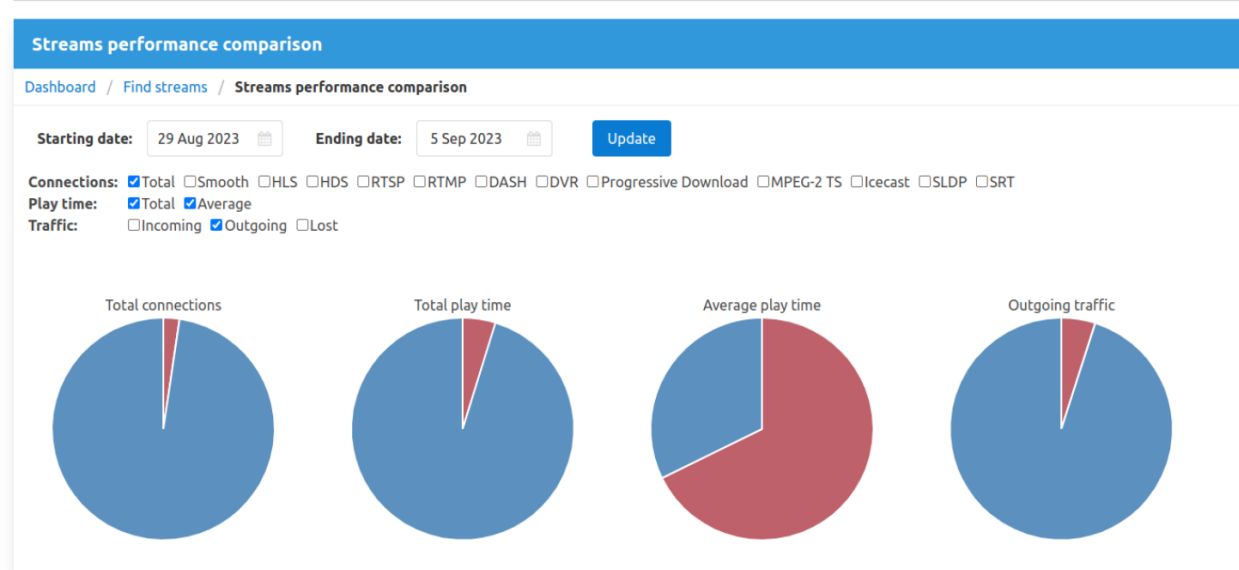 Streams performance comparison
Dashboard / Find streams / Streams performance comparison
Starting date: 29 Aug 2023 Ending date: 5 Sep 2023 Update
Connections: Total Smooth HLS HDS RTSP RTMP DASH DVR Progressive Download MPEG-2 TS Icecast SLDP SRT
Play time: Total Average
Traffic: Incoming Outgoing Lost
Total connections Total play time Average play time Outgoing traffic